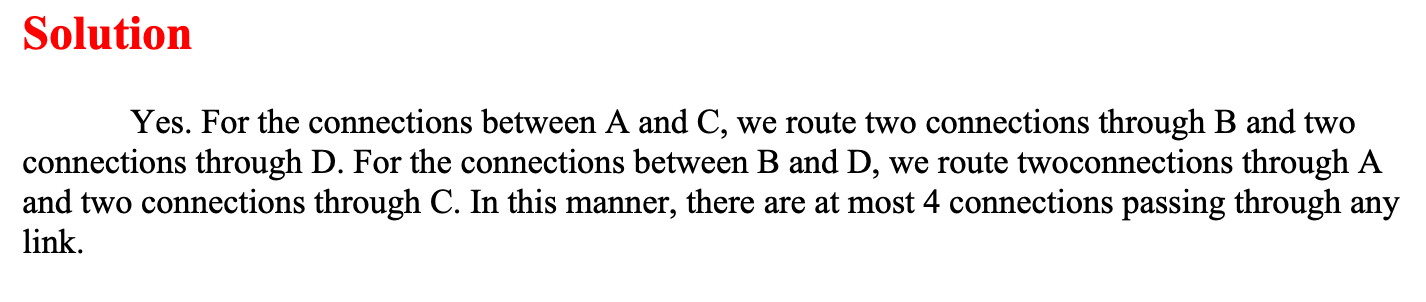 Solution
Yes. For the connections between A and C, we route two connections through B and two
connections through D. For the connections between B and D, we route twoconnections through A
and two connections through C. In this manner, there are at most 4 connections passing through any
link.